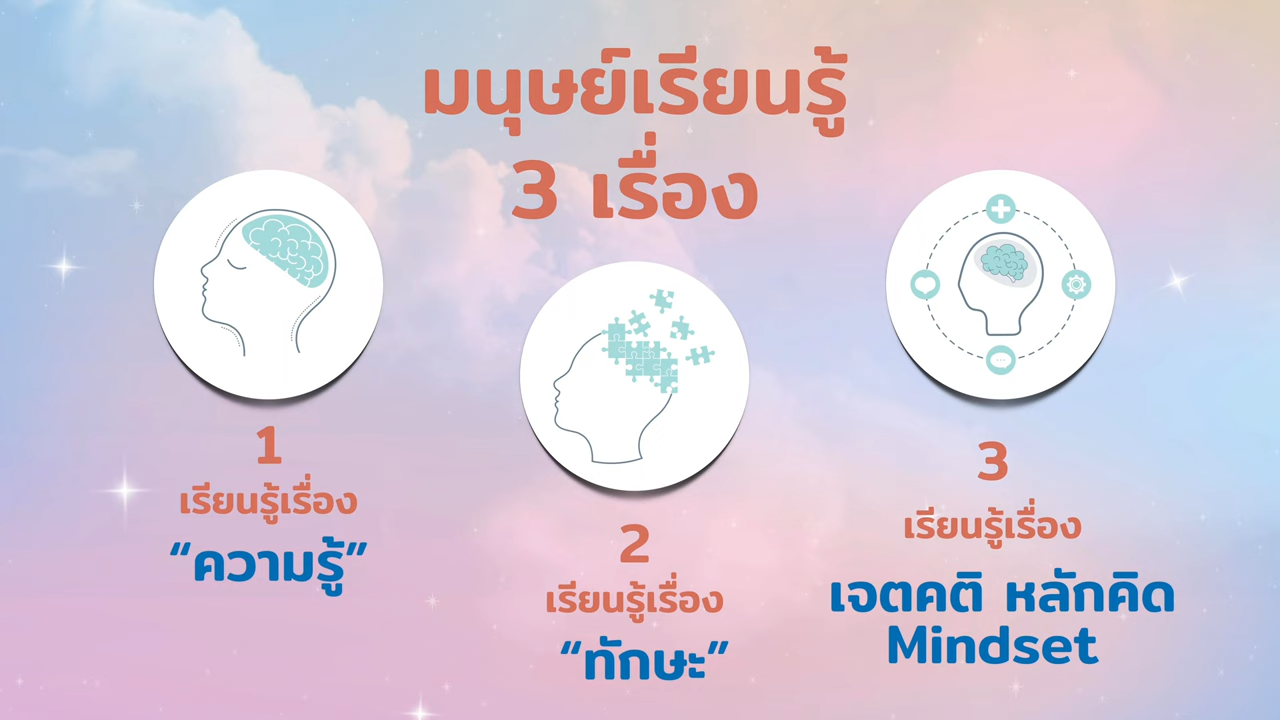 มนุษย์เรียนรู้
3 เรื่อง
1
เรียนรู้เรื่อง
“ความรู้”
2
เรียนรู้เรื่อง
“ทักษะ”
3
เรียนรู้เรื่อง
เจตคติ หลักคิด
Mindset